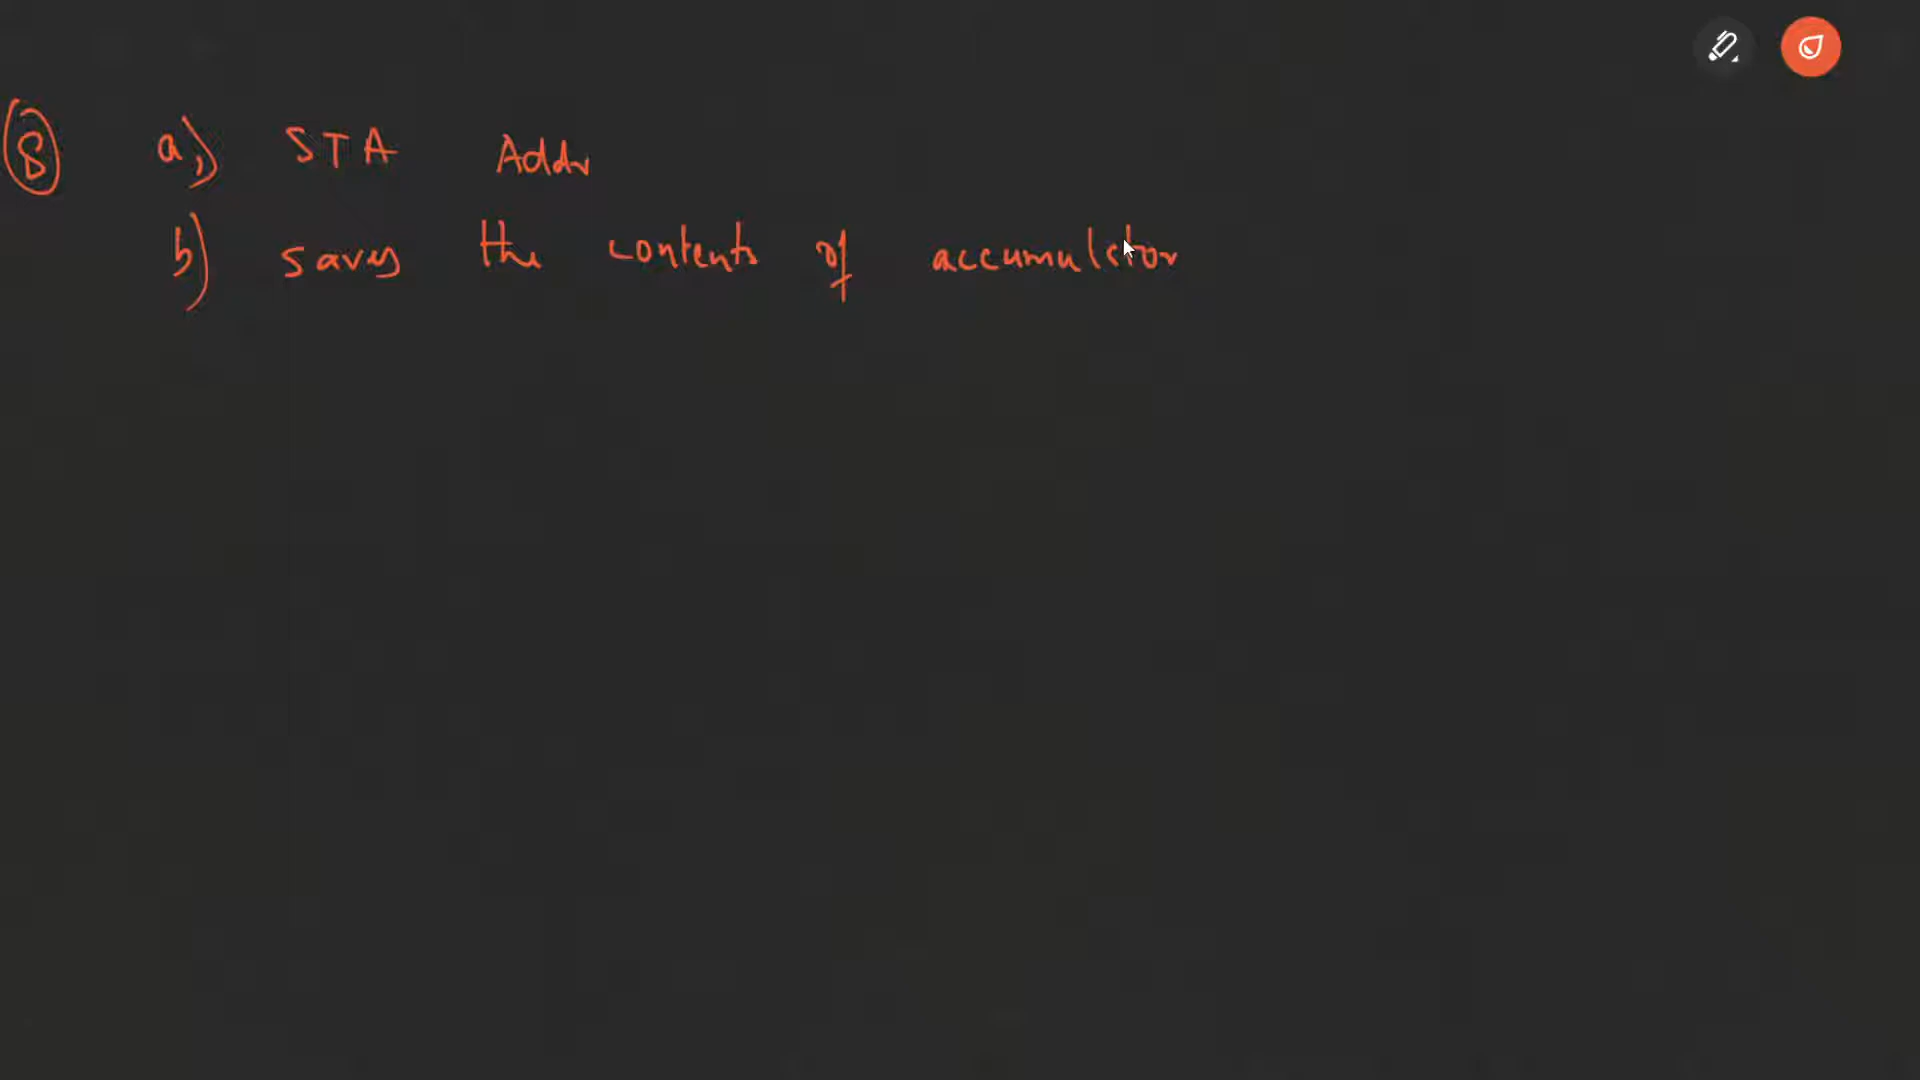 8 a) STA Addr
b) saves the contents of accumulator